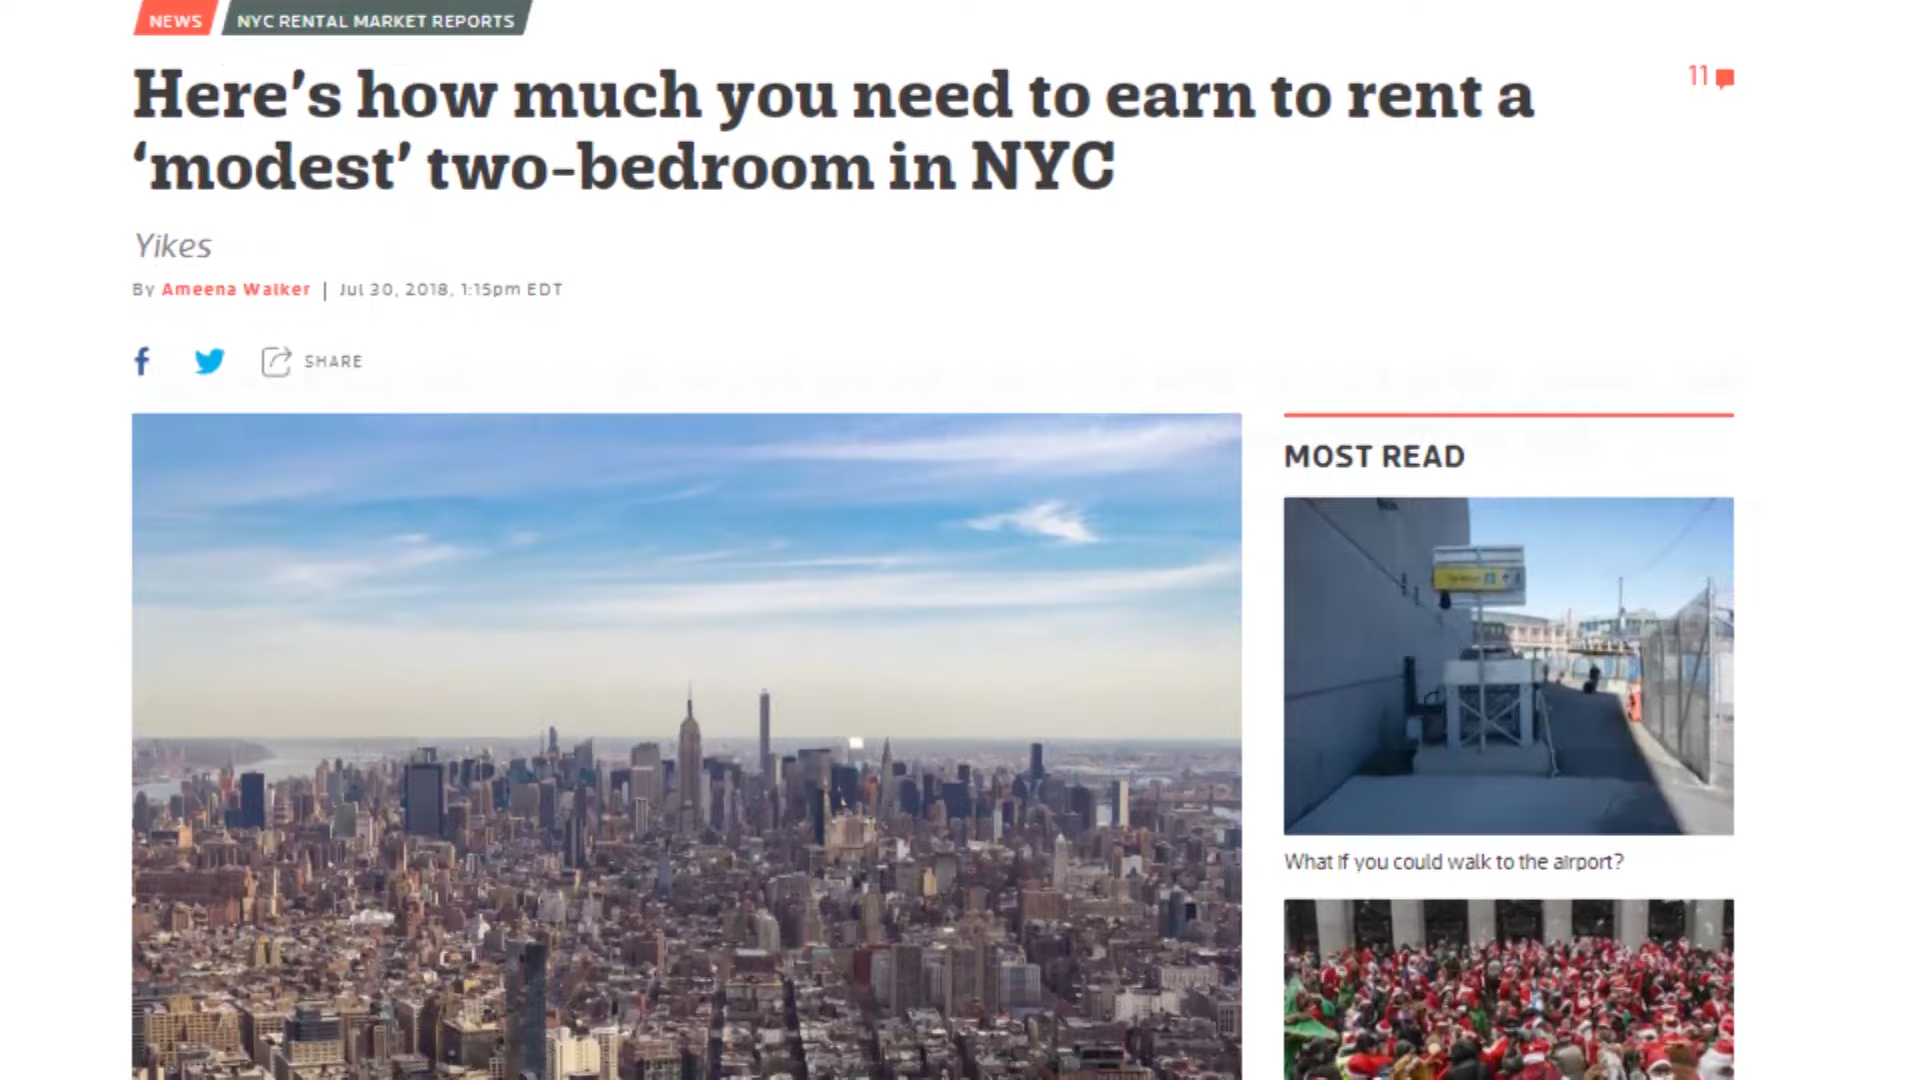 NEWS NYC RENTAL MARKET REPORTS
Here's how much you need to earn to rent a
‘modest’ two-bedroom in NYC
11
Yikes
By Ameena Walker | Jul 30, 2018, 1:15pm EDT
SHARE
MOST READ
What if you could walk to the airport?